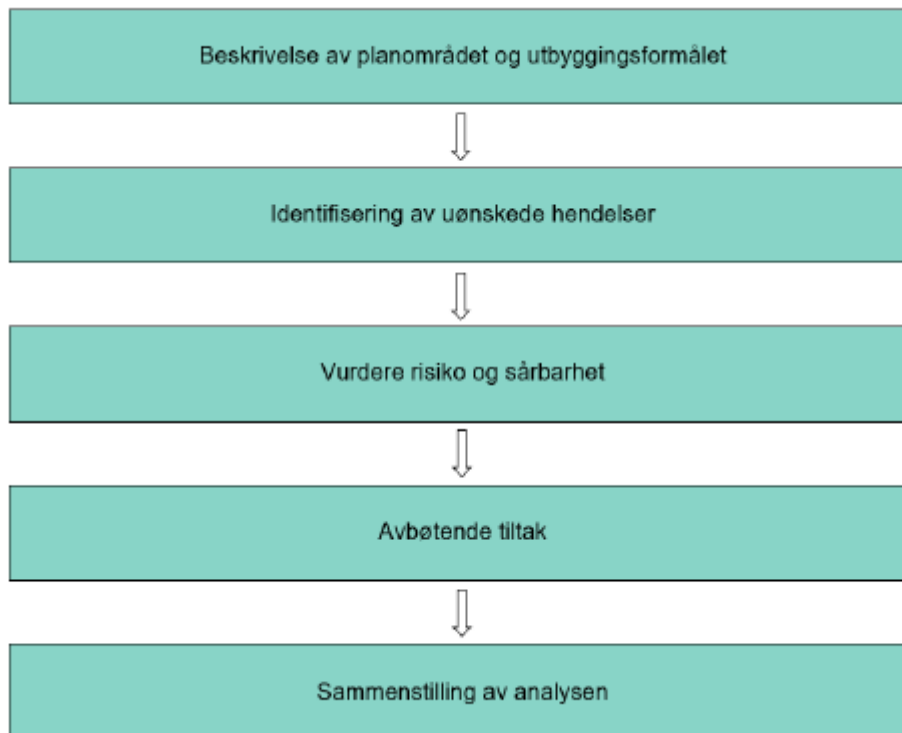 Beskrivelse av planområdet og utbyggingsformålet
Identifisering av uønskede hendelser
Vurdere risiko og sårbarhet
Avbøtende tiltak
Sammenstilling av analysen